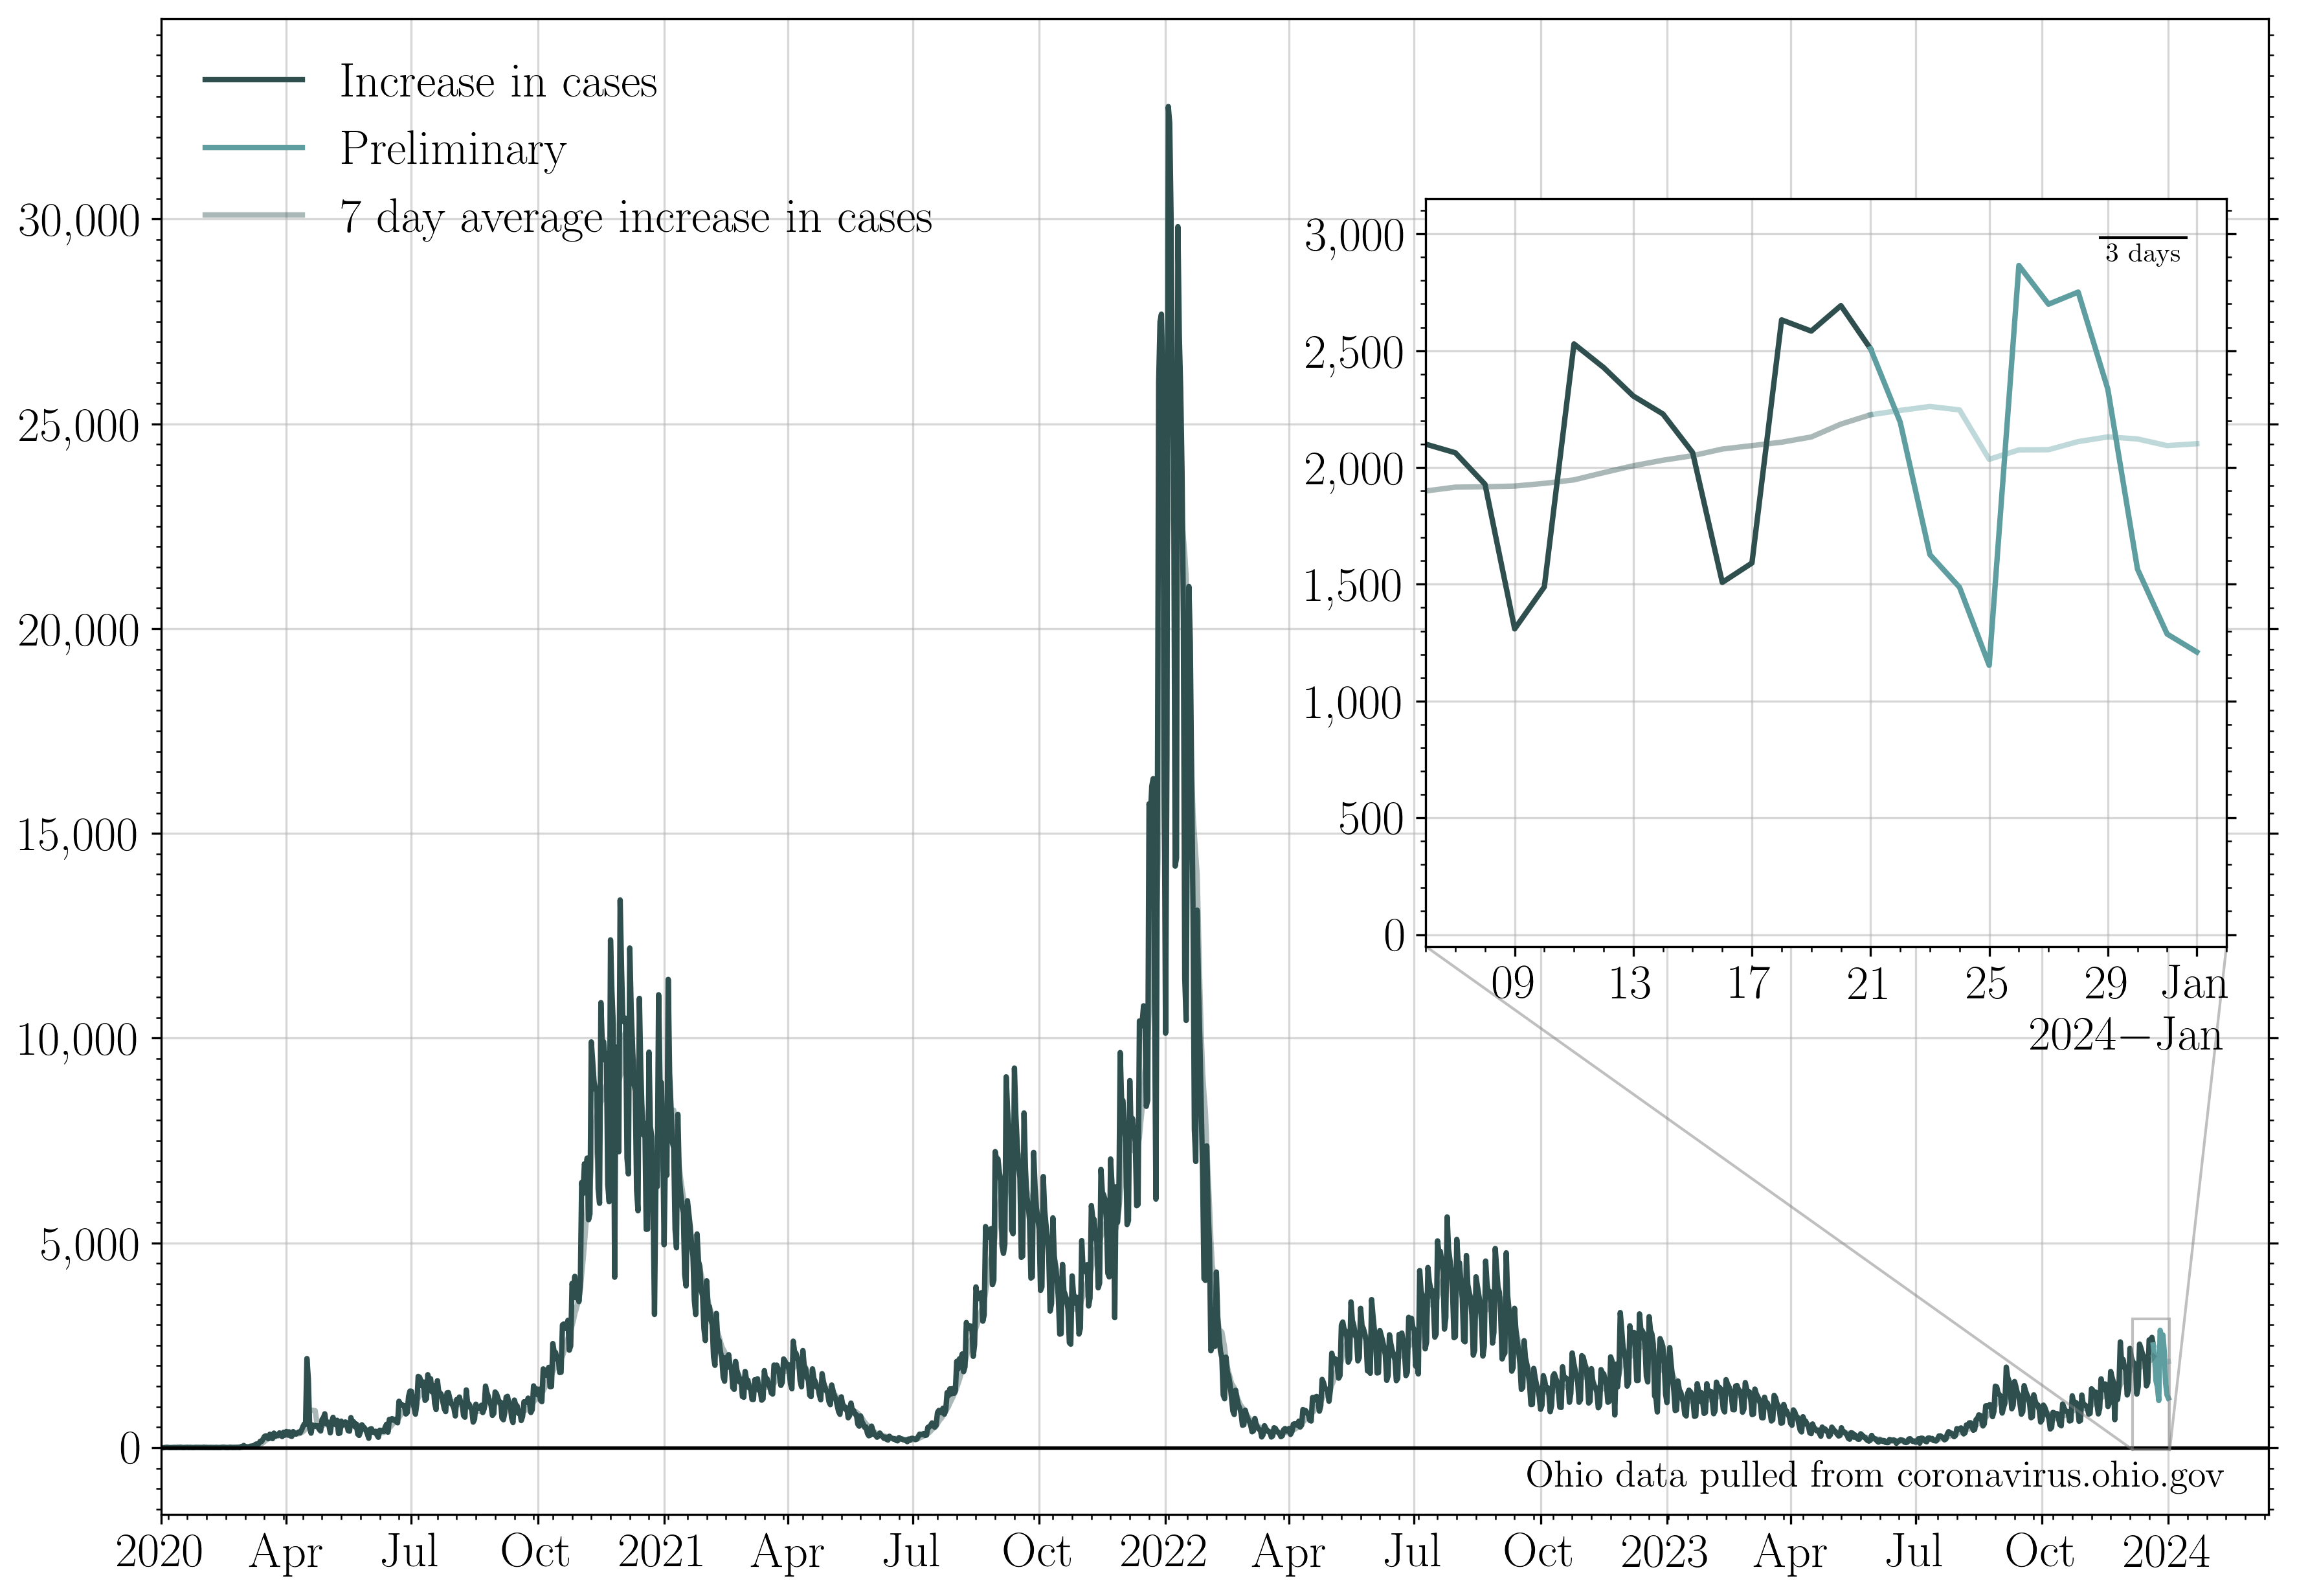 Increase in cases
Preliminary
7 day average increase in cases
30,000
25,000
20,000
15,000
10,000
5,000
0
2020 Apr Jul Oct 2021 Apr Jul Oct 2022 Apr Jul Oct 2023 Apr Jul Oct 2024
3 days
3,000
2,500
2,000
1,500
1,000
500
0
09 13 17 21 25 29 Jan
2024-Jan
Ohio data pulled from coronavirus.ohio.gov